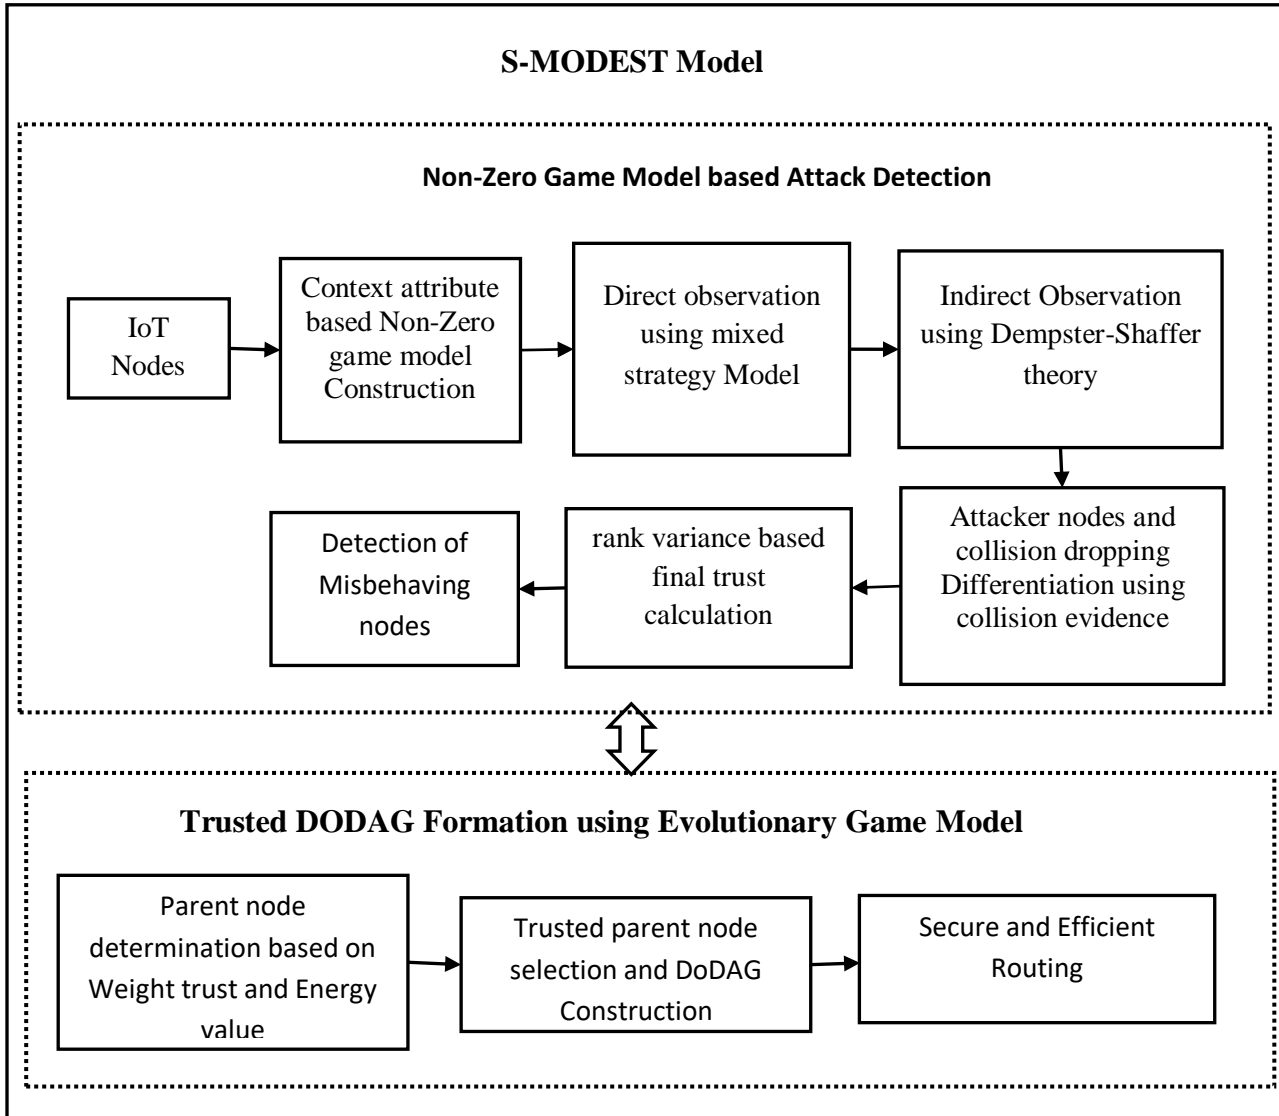 S-MODEST Model
Non-Zero Game Model based Attack Detection
IoT
Nodes
Context attribute
based Non-Zero
game model
Construction
Direct observation
using mixed
strategy Model
Indirect Observation
using Dempster-Shaffer
theory
Attacker nodes and
collision dropping
Differentiation using
collision evidence
rank variance based
final trust
calculation
Detection of
Misbehaving
nodes
Trusted DODAG Formation using Evolutionary Game Model
Parent node
determination based on
Weight trust and Energy
value
Trusted parent node
selection and DoDAG
Construction
Secure and Efficient
Routing